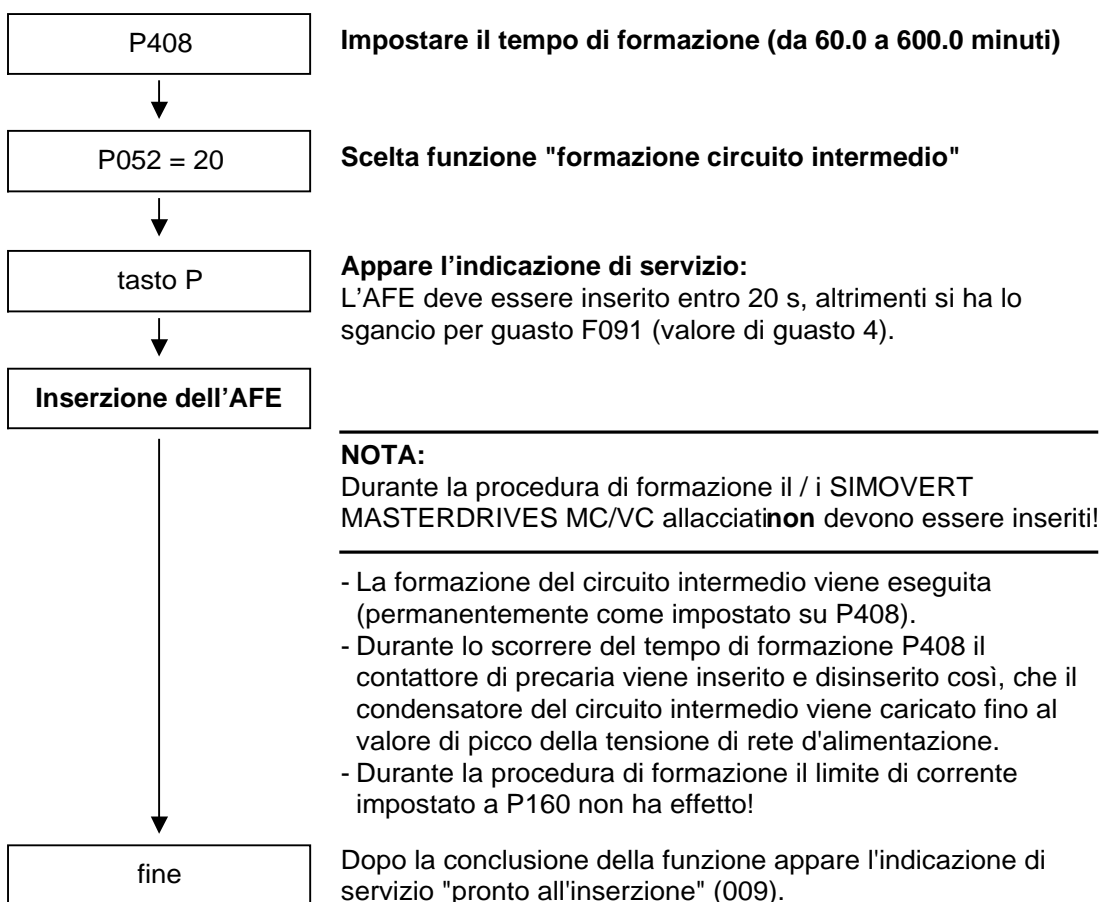 P408
Impostare il tempo di formazione (da 60.0 a 600.0 minuti)
P052 = 20
Scelta funzione "formazione circuito intermedio"
tasto P
Appare l'indicazione di servizio:
L'AFE deve essere inserito entro 20 s, altrimenti si ha lo
sgancio per guasto F091 (valore di guasto 4).
Inserzione dell'AFE
NOTA:
Durante la procedura di formazione il / i SIMOVERT
MASTERDRIVES MC/VC allacciatinon devono essere inseriti!
- La formazione del circuito intermedio viene eseguita
(permanentemente come impostato su P408).
- Durante lo scorrere del tempo di formazione P408 il
contattore di precaria viene inserito e disinserito così, che il
condensatore del circuito intermedio viene caricato fino al
valore di picco della tensione di rete d'alimentazione.
- Durante la procedura di formazione il limite di corrente
impostato a P160 non ha effetto!
fine
Dopo la conclusione della funzione appare l'indicazione di
servizio "pronto all'inserzione" (009).